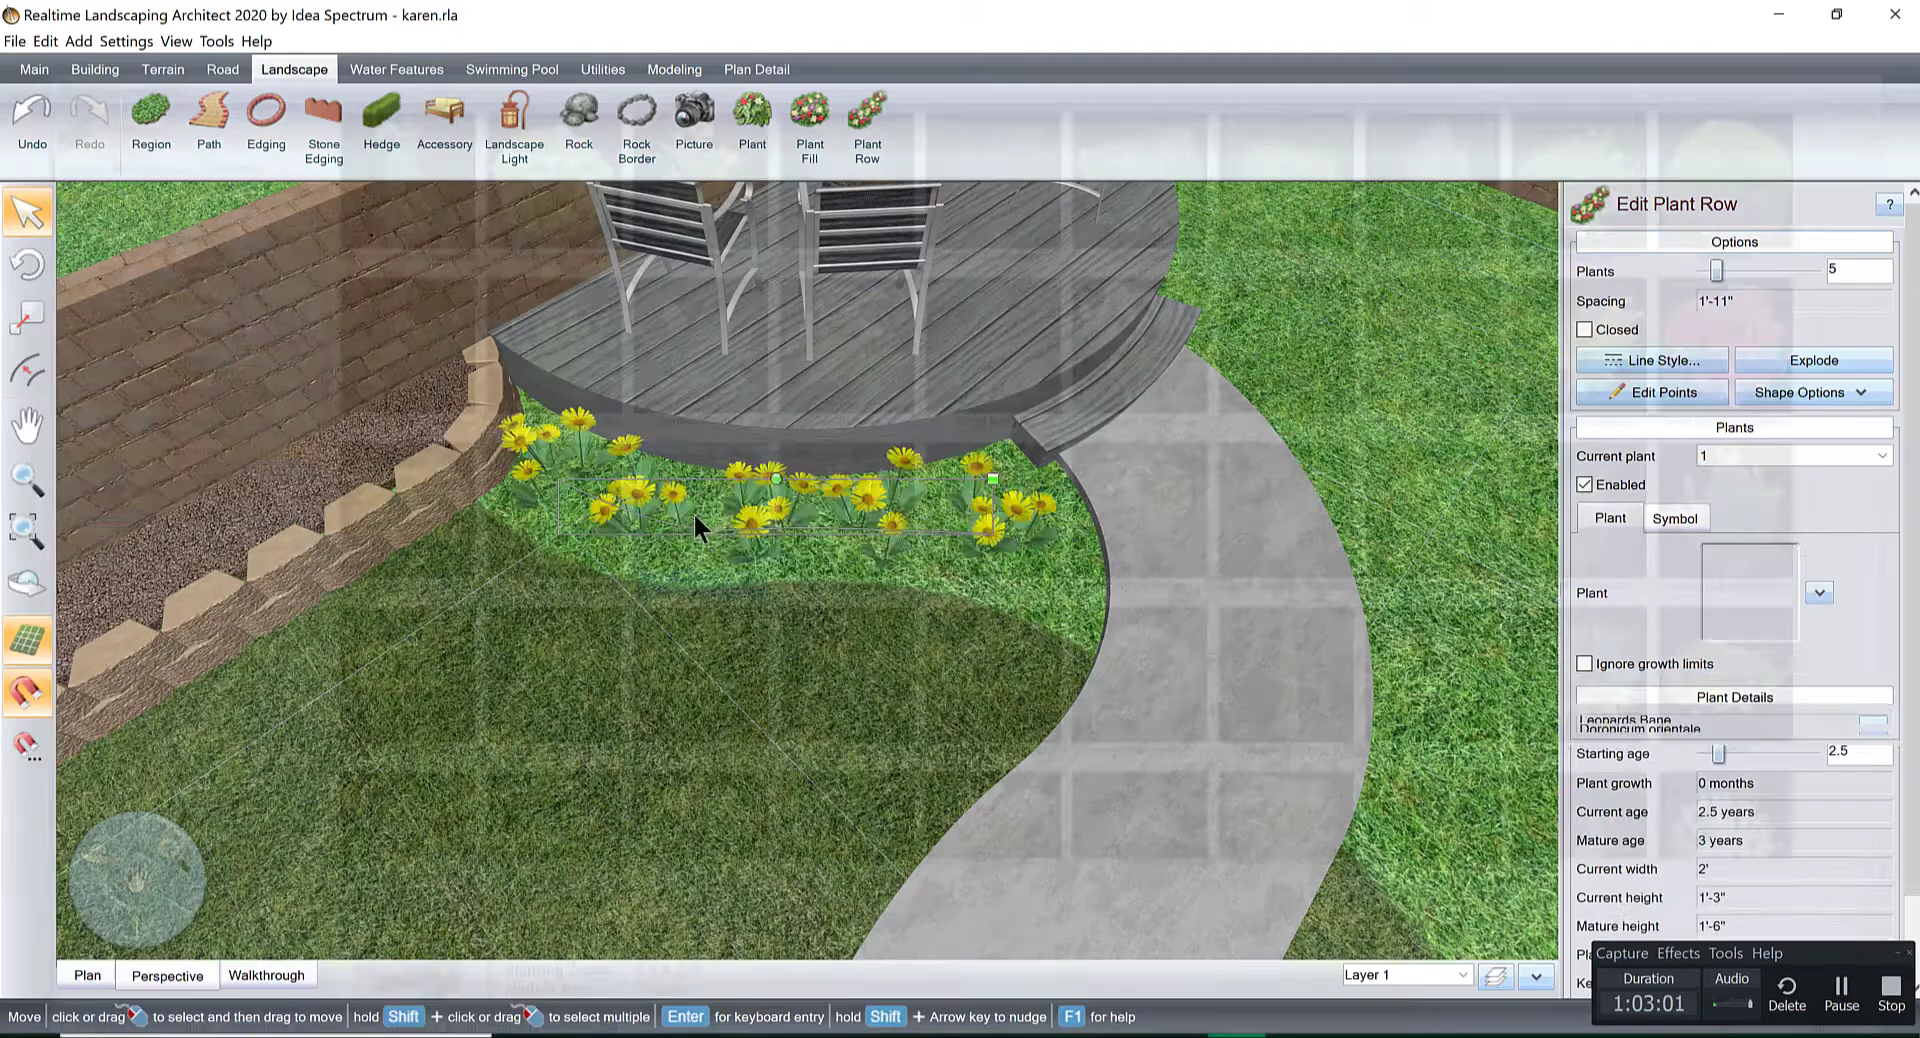 Realtime Landscaping Architect 2020 by Idea Spectrum - karen.rla
File Edit Add Settings View Tools Help
Main Building Terrain Road Landscape Water Features Swimming Pool Utilities Modeling Plan Detail
Undo Redo Region Path Edging Stone Edging Hedge Accessory Landscape Light Rock Rock Border Picture Plant Plant Fill Plant Row
Edit Plant Row ?
Options
Plants 5
Spacing 1'-11"
Closed
Line Style... Explode
Edit Points Shape Options
Plants
Current plant 1
Enabled
Plant Symbol
Plant
Ignore growth limits
Plant Details
Leopards Bane
Doronicum orientale
Starting age 2.5
Plant growth 0 months
Current age 2.5 years
Mature age 3 years
Current width 2'
Current height 1'-3"
Mature height 1'-6"
Capture Effects Tools Help
Duration Audio
1:03:01 Delete Pause Stop
Plan Perspective Walkthrough
Layer 1
Move click or drag to select and then drag to move hold Shift + click or drag to select multiple Enter for keyboard entry hold Shift + Arrow key to nudge F1 for help